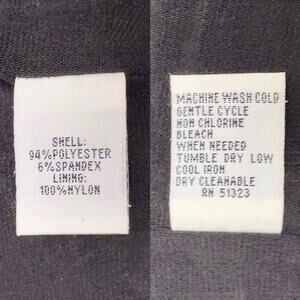 SHELL:
94%POLYESTER
6%SPANDEX
LINING:
100%NYLON
MACHINE WASH COLD
GENTLE CYCLE
NON CHLORINE
BLEACH
WHEN NEEDED
TUMBLE DRY LOW
COOL IRON
DRY CLEANABLE
RN 51323